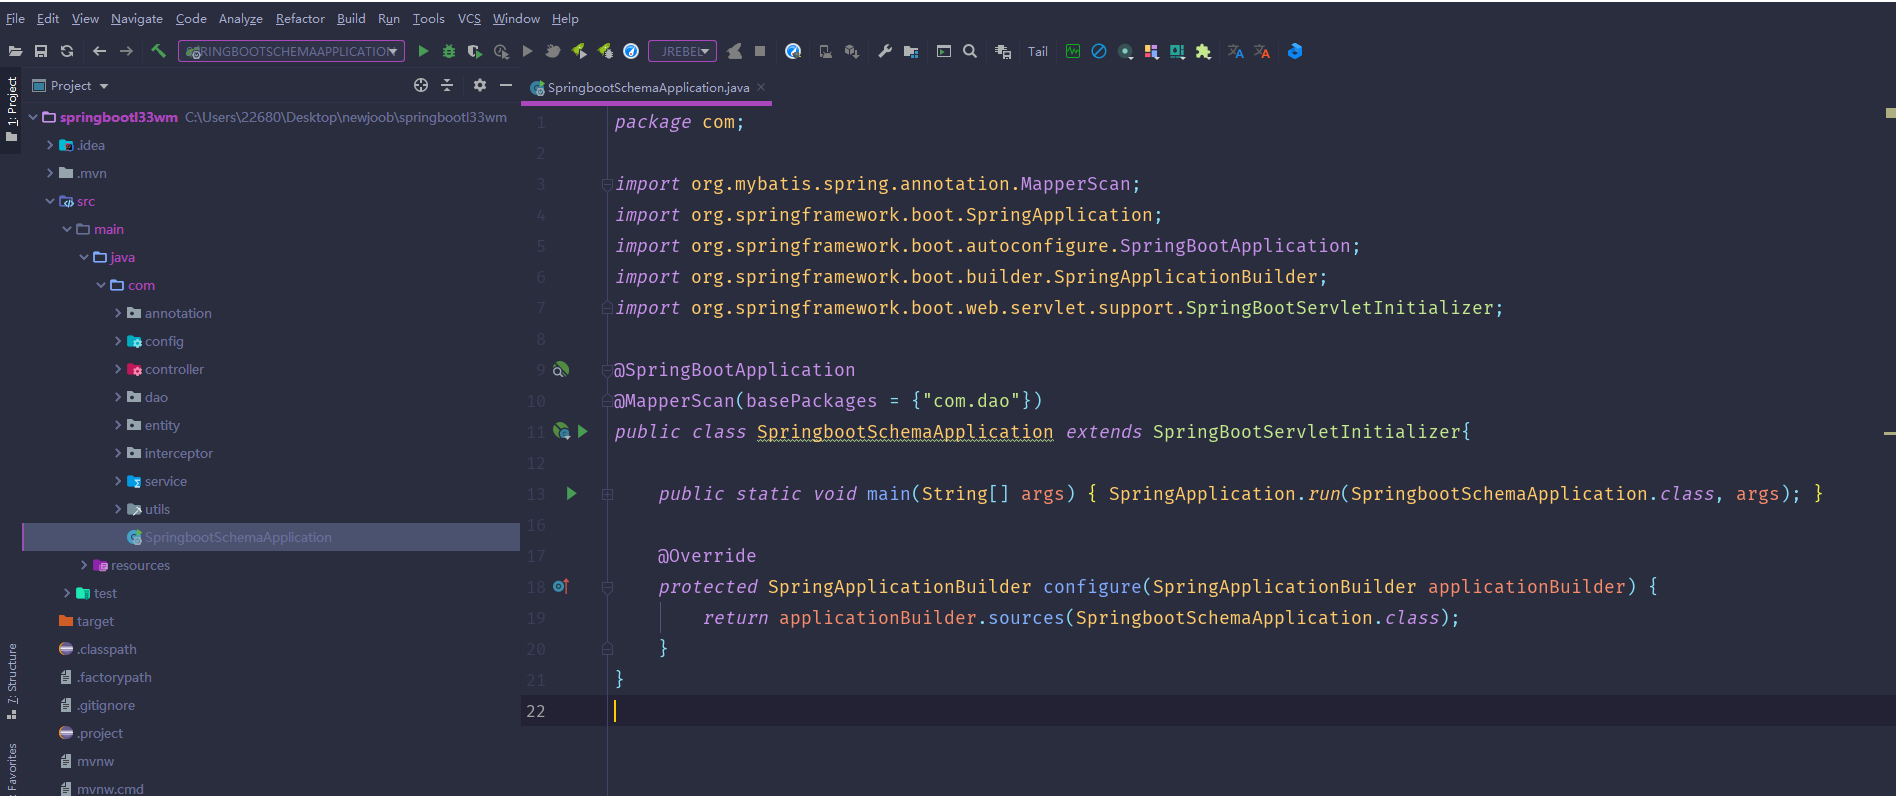 File Edit View Navigate Code Analyze Refactor Build Run Tools VCS Window Help
SPRINGBOOTSCHEMAAPPLICATION JREBEL Tail
1: Project
Project
SpringbootSchemaApplication.java
springbootl33wm C:\Users\22680\Desktop\newjoob\springbootl33wm
.idea
.mvn
src
main
java
com
annotation
config
controller
dao
entity
interceptor
service
utils
SpringbootSchemaApplication
resources
test
target
.classpath
.factorypath
.gitignore
.project
mvnw
mvnw.cmd
7: Structure
Favorites
1 package com;
2
3 import org.mybatis.spring.annotation.MapperScan;
4 import org.springframework.boot.SpringApplication;
5 import org.springframework.boot.autoconfigure.SpringBootApplication;
6 import org.springframework.boot.builder.SpringApplicationBuilder;
7 import org.springframework.boot.web.servlet.support.SpringBootServletInitializer;
8
9 @SpringBootApplication
10 @MapperScan(basePackages = {"com.dao"})
11 public class SpringbootSchemaApplication extends SpringBootServletInitializer{
12
13 public static void main(String[] args) { SpringApplication.run(SpringbootSchemaApplication.class, args); }
16
17 @Override
18 protected SpringApplicationBuilder configure(SpringApplicationBuilder applicationBuilder) {
19 return applicationBuilder.sources(SpringbootSchemaApplication.class);
20 }
21 }
22